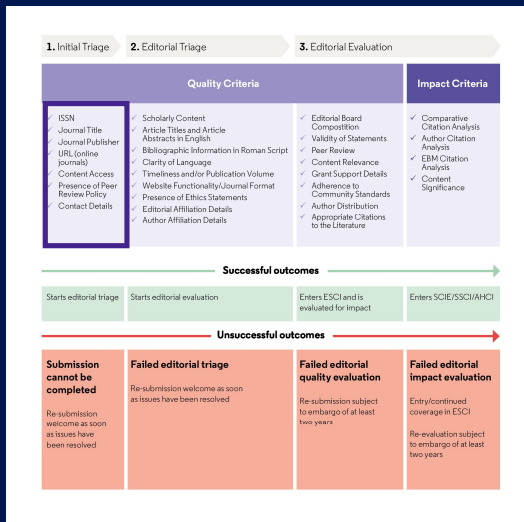 1. Initial Triage
2. Editorial Triage
3. Editorial Evaluation
Quality Criteria
Impact Criteria
ISSN
Journal Title
Journal Publisher
URL (online
journals)
Content Access
Presence of Peer
Review Policy
Contact Details
Scholarly Content
Article Titles and Article
Abstracts in English
Bibliographic Information in Roman Script
Clarity of Language
Timeliness and/or Publication Volume
Website Functionality/Journal Format
Presence of Ethics Statements
Editorial Affiliation Details
Author Affiliation Details
Editorial Board
Compostition
Validity of Statements
Peer Review
Content Relevance
Grant Support Details
Adherence to
Community Standards
Author Distribution
Appropriate Citations
to the Literature
Comparative
Citation Analysis
Author Citation
Analysis
EBM Citation
Analysis
Content
Significance
Successful outcomes
Starts editorial triage
Starts editorial evaluation
Enters ESCI and is
evaluated for impact
Enters SCIE/SSCI/AHCI
Unsuccessful outcomes
Submission
cannot be
completed
Re-submission
welcome as soon
as issues have
been resolved
Failed editorial triage
Re-submission welcome as soon
as issues have been resolved
Failed editorial
quality evaluation
Re-submission subject
to embargo of at least
two years
Failed editorial
impact evaluation
Entry/continued
coverage in ESCI
Re-evaluation subject
to embargo of at least
two years